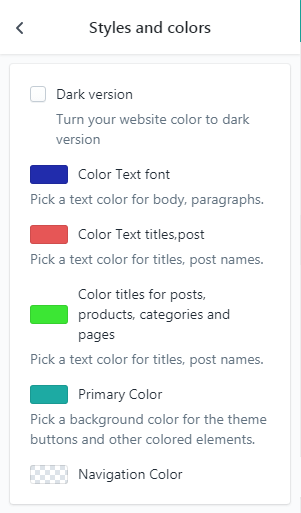 Styles and colors
Dark version
Turn your website color to dark
version
Color Text font
Pick a text color for body, paragraphs.
Color Text titles,post
Pick a text color for titles, post names.
Color titles for posts,
products, categories and
pages
Pick a text color for titles, post names.
Primary Color
Pick a background color for the theme
buttons and other colored elements.
Navigation Color